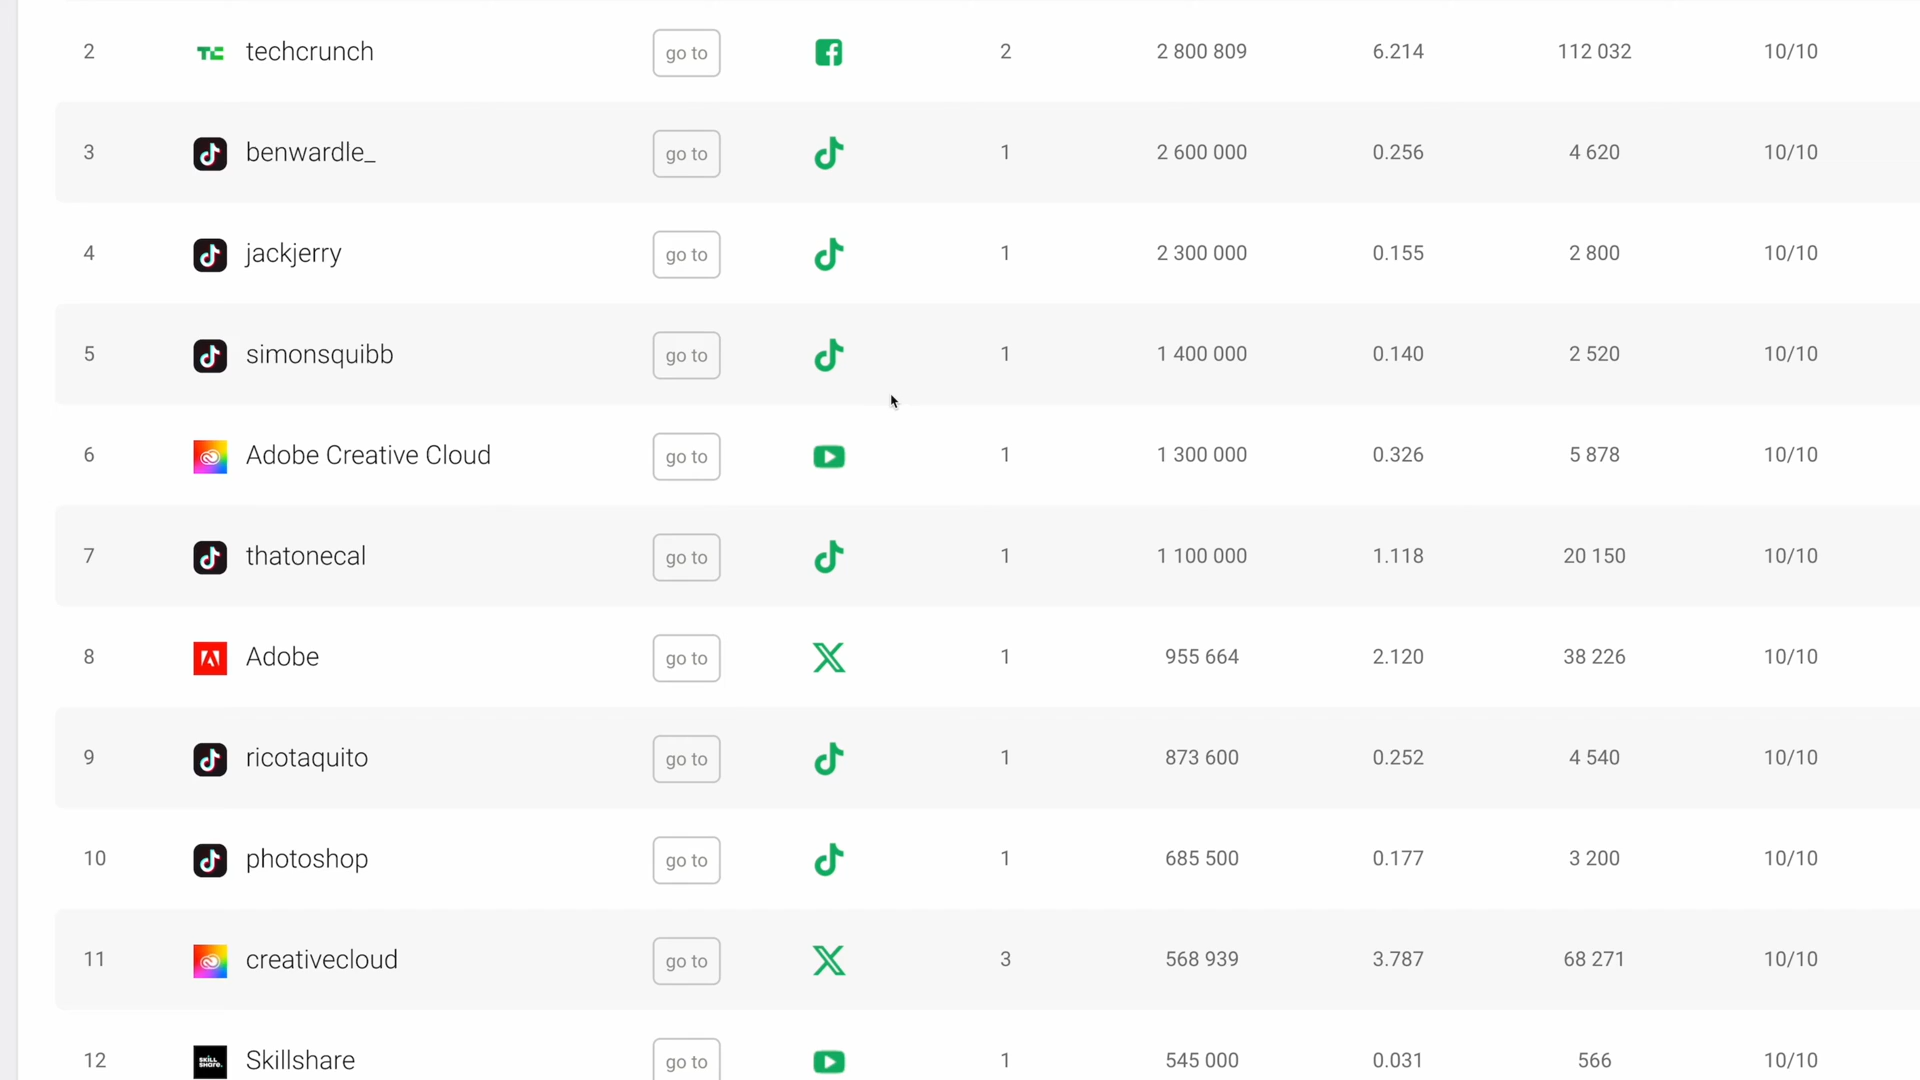 2 techcrunch go to 2 2 800 809 6.214 112 032 10/10
3 benwardle_ go to 1 2 600 000 0.256 4 620 10/10
4 jackjerry go to 1 2 300 000 0.155 2 800 10/10
5 simonsquibb go to 1 1 400 000 0.140 2 520 10/10
6 Adobe Creative Cloud go to 1 1 300 000 0.326 5 878 10/10
7 thatonecal go to 1 1 100 000 1.118 20 150 10/10
8 Adobe go to 1 955 664 2.120 38 226 10/10
9 ricotaquito go to 1 873 600 0.252 4 540 10/10
10 photoshop go to 1 685 500 0.177 3 200 10/10
11 creativecloud go to 3 568 939 3.787 68 271 10/10
12 SKILL SHARE. Skillshare go to 1 545 000 0.031 566 10/10